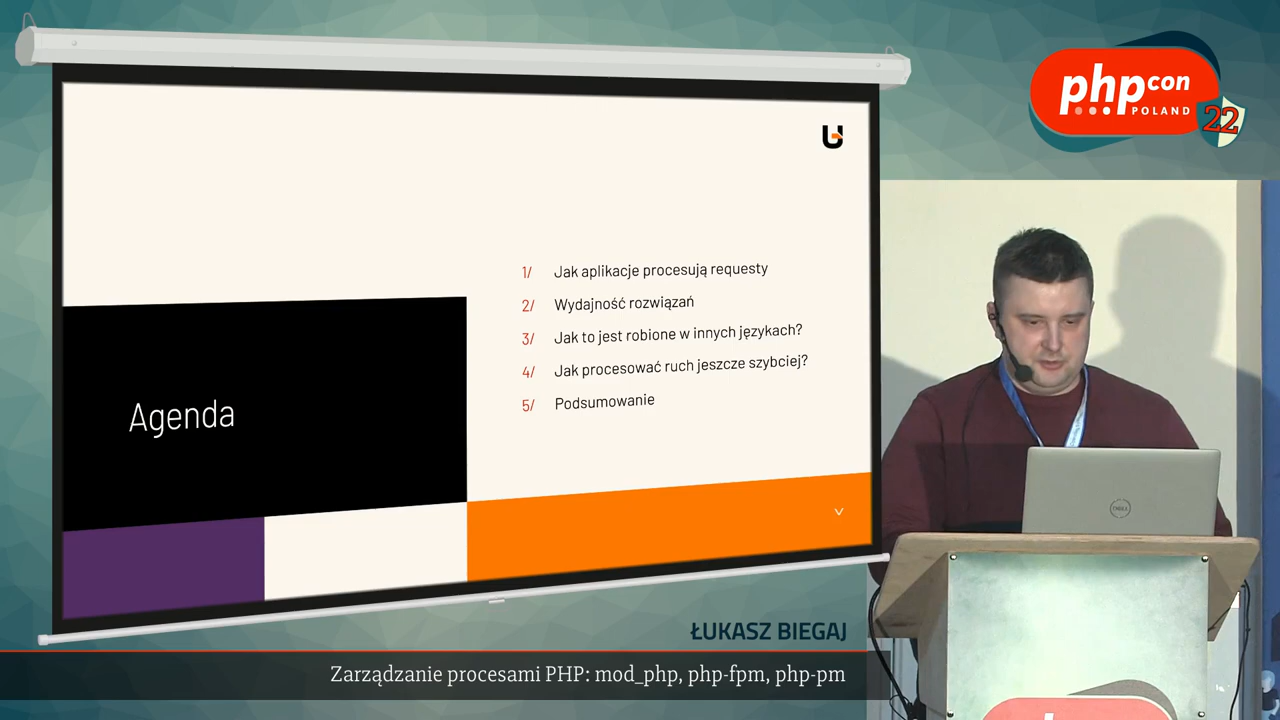 php con
POLAND
22
1/ Jak aplikacje procesują requesty
2/ Wydajność rozwiązań
3/ Jak to jest robione w innych językach?
4/ Jak procesować ruch jeszcze szybciej?
5/ Podsumowanie
Agenda
ŁUKASZ BIEGAJ
Zarządzanie procesami PHP: mod_php, php-fpm, php-pm